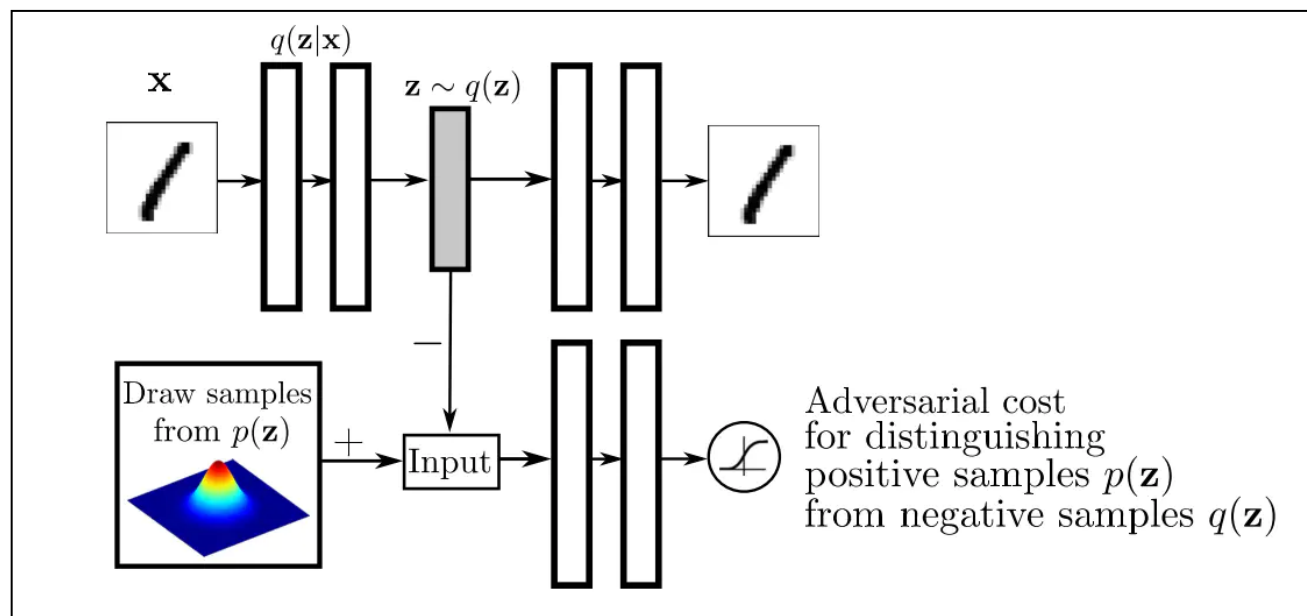 q(z|x)
x
z ∼ q(z)
−
Draw samples
from p(z)
+
Input
Adversarial cost
for distinguishing
positive samples p(z)
from negative samples q(z)